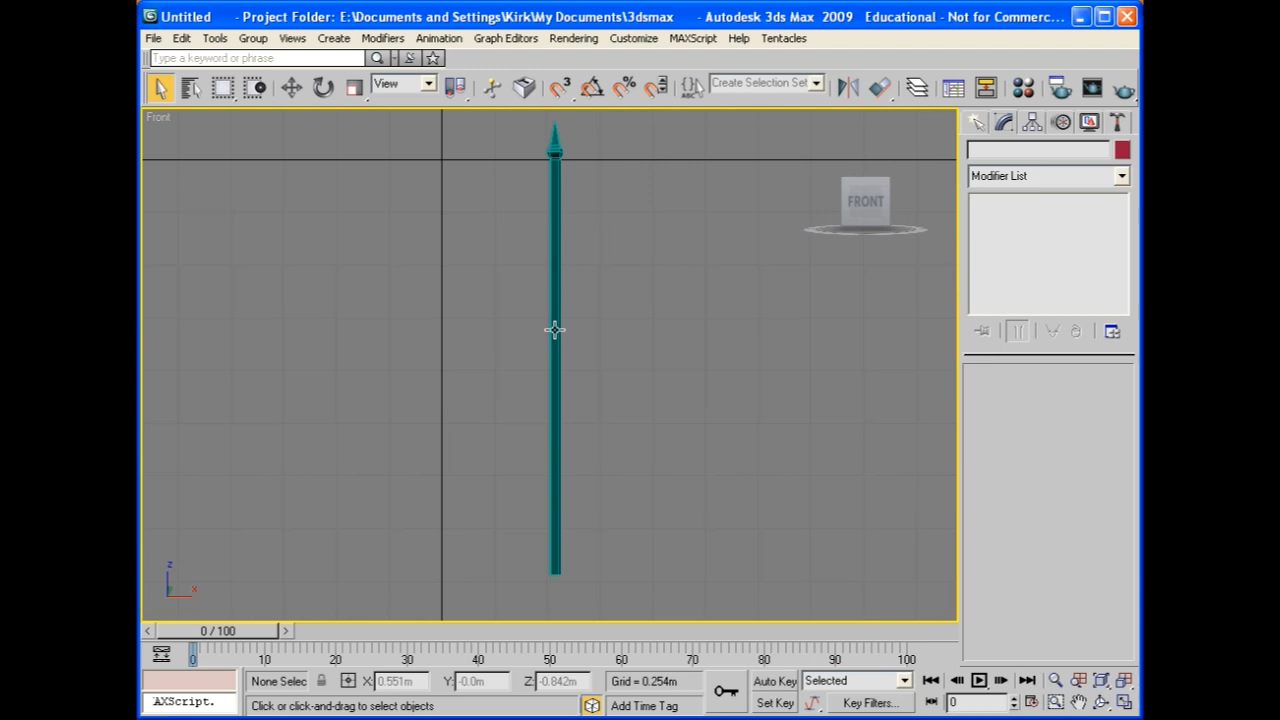 Untitled - Project Folder: E:\Documents and Settings\Kirk\My Documents\3dsmax - Autodesk 3ds Max 2009 Educational - Not for Commerc...
File Edit Tools Group Views Create Modifiers Animation Graph Editors Rendering Customize MAXScript Help Tentacles
Type a keyword or phrase
View
3
%
ABC
Create Selection Set
Front
FRONT
Modifier List
z
x
0 / 100
0 10 20 30 40 50 60 70 80 90 100
None Selec X: 0.551m Y: -0.0m Z: -0.842m Grid = 0.254m Auto Key Selected
AXScript. Click or click-and-drag to select objects Add Time Tag Set Key Key Filters... 0